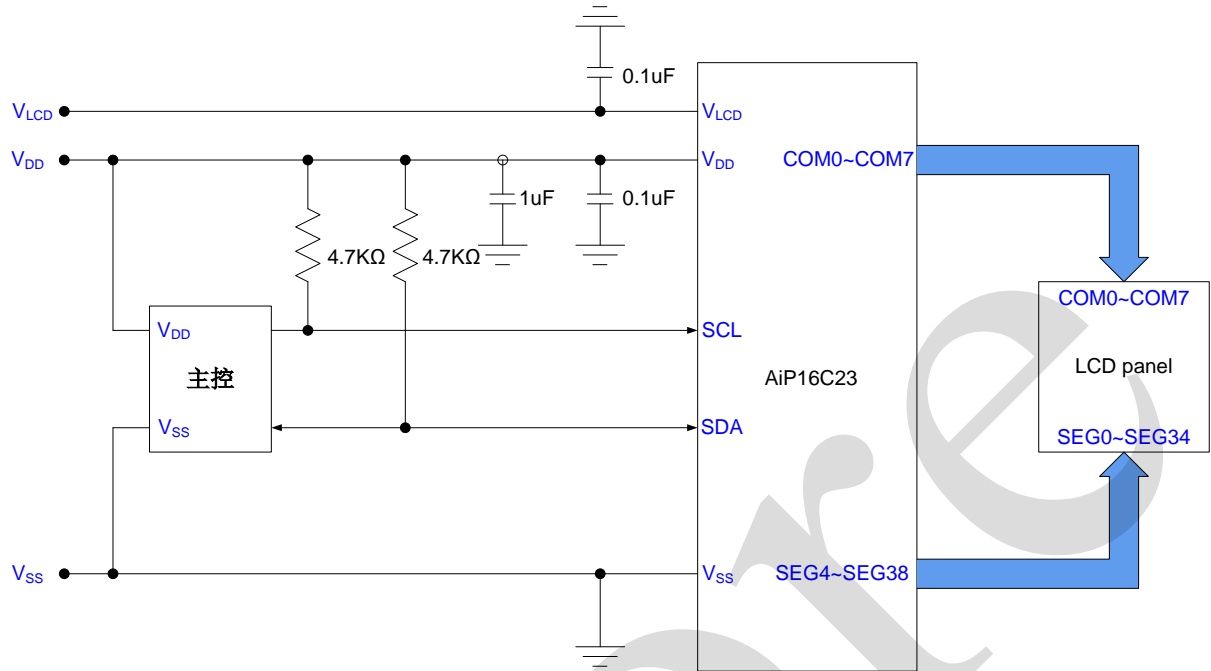 0.1uF
VLCD
VLCD
VDD
VDD
COM0~COM7
1uF
0.1uF
4.7KΩ
4.7KΩ
COM0~COM7
VDD
SCL
主控
AiP16C23
LCD panel
VSS
SDA
SEG0~SEG34
VSS
VSS
SEG4~SEG38